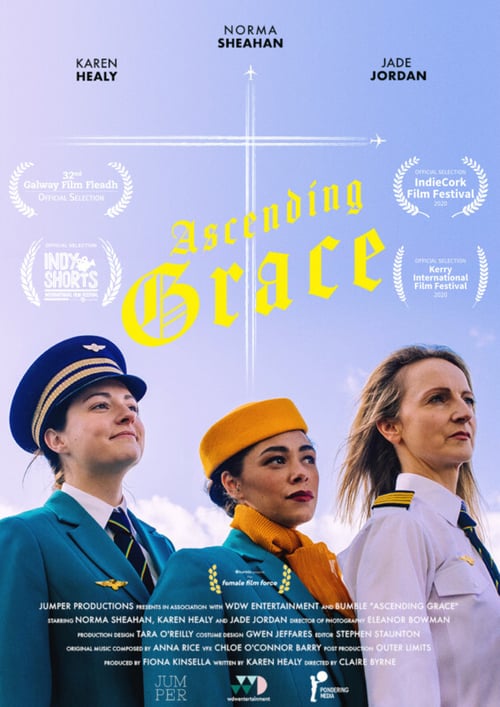 NORMA
SHEAHAN
KAREN
HEALY
JADE
JORDAN
32nd
Galway Film Fleadh
OFFICIAL SELECTION
OFFICIAL SELECTION
IndieCork
Film Festival
2020
Ascending
Grace
OFFICIAL SELECTION
INDY
SHORTS
INTERNATIONAL FILM FESTIVAL
OFFICIAL SELECTION
Kerry
International
Film Festival
2020
female film force
JUMPER PRODUCTIONS PRESENTS IN ASSOCIATION WITH WDW ENTERTAINMENT AND BUMBLE "ASCENDING GRACE"
STARRING NORMA SHEAHAN, KAREN HEALY AND JADE JORDAN DIRECTOR OF PHOTOGRAPHY ELEANOR BOWMAN
PRODUCTION DESIGN TARA O'REILLY COSTUME DESIGN GWEN JEFFARES EDITOR STEPHEN STAUNTON
ORIGINAL MUSIC COMPOSED BY ANNA RICE VFX CHLOE O'CONNOR BARRY POST PRODUCTION OUTER LIMITS
PRODUCED BY FIONA KINSELLA WRITTEN BY KAREN HEALY DIRECTED BY CLAIRE BYRNE
JUM
PER
wdwentertainment
PONDERING
MEDIA